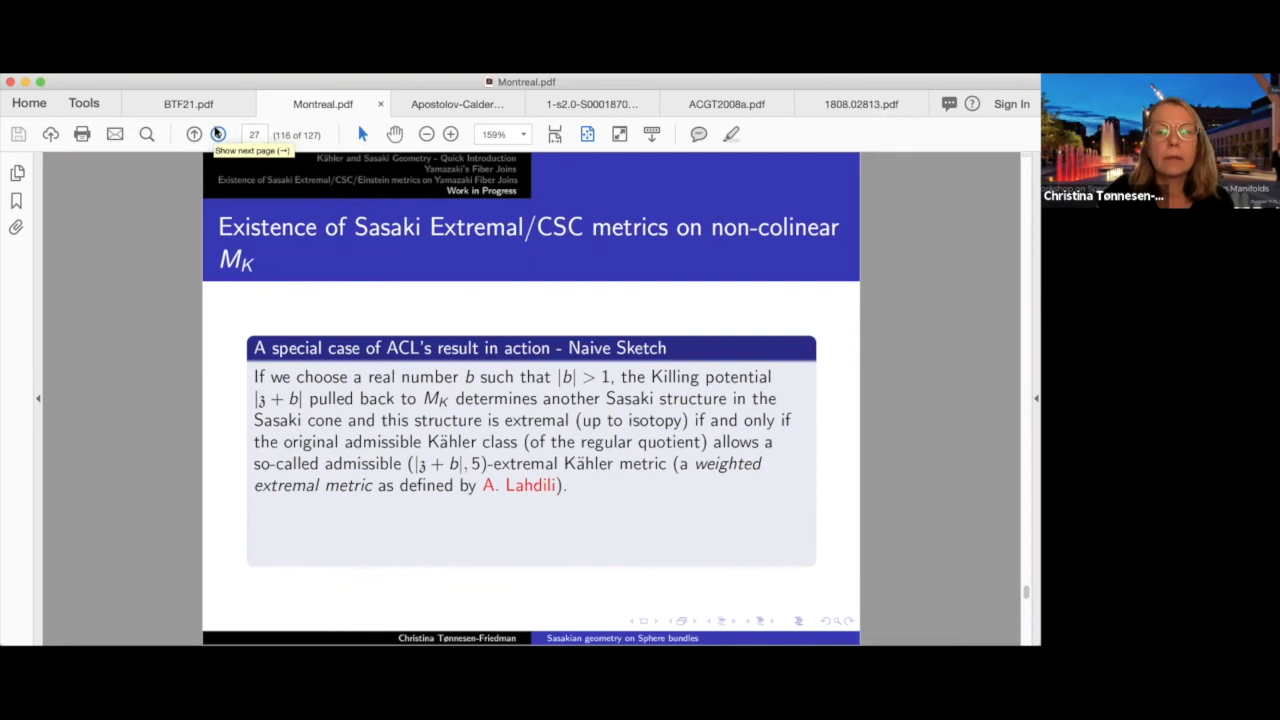 Montreal.pdf
Home Tools BTF21.pdf Montreal.pdf × Apostolov-Calder... 1-s2.0-S0001870... ACGT2008a.pdf 1808.02813.pdf Sign In
27 (116 of 127) 159%
Show next page (→)
Kähler and Sasaki Geometry - Quick Introduction
Yamazaki's Fiber Joins
Existence of Sasaki Extremal/CSC/Einstein metrics on Yamazaki Fiber Joins
Work in Progress
Existence of Sasaki Extremal/CSC metrics on non-colinear
M_K
A special case of ACL's result in action - Naive Sketch
If we choose a real number b such that |b| > 1, the Killing potential
|𝔷 + b| pulled back to M_K determines another Sasaki structure in the
Sasaki cone and this structure is extremal (up to isotopy) if and only if
the original admissible Kähler class (of the regular quotient) allows a
so-called admissible (|𝔷 + b|, 5)-extremal Kähler metric (a weighted
extremal metric as defined by A. Lahdili).
Christina Tønnesen-Friedman Sasakian geometry on Sphere bundles
Manifolds
Christina Tønnesen-...